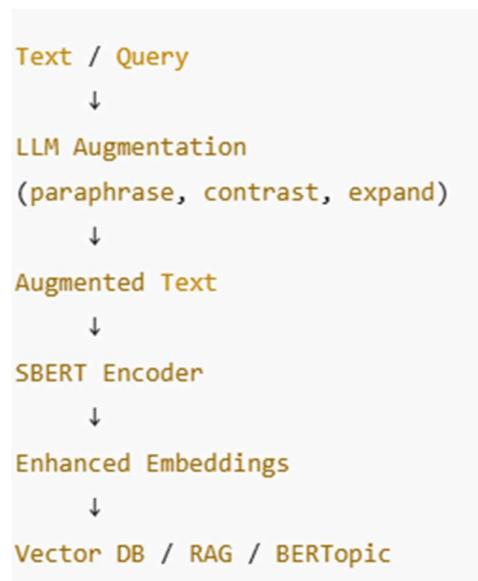 Text / Query
↓
LLM Augmentation
(paraphrase, contrast, expand)
↓
Augmented Text
↓
SBERT Encoder
↓
Enhanced Embeddings
↓
Vector DB / RAG / BERTopic